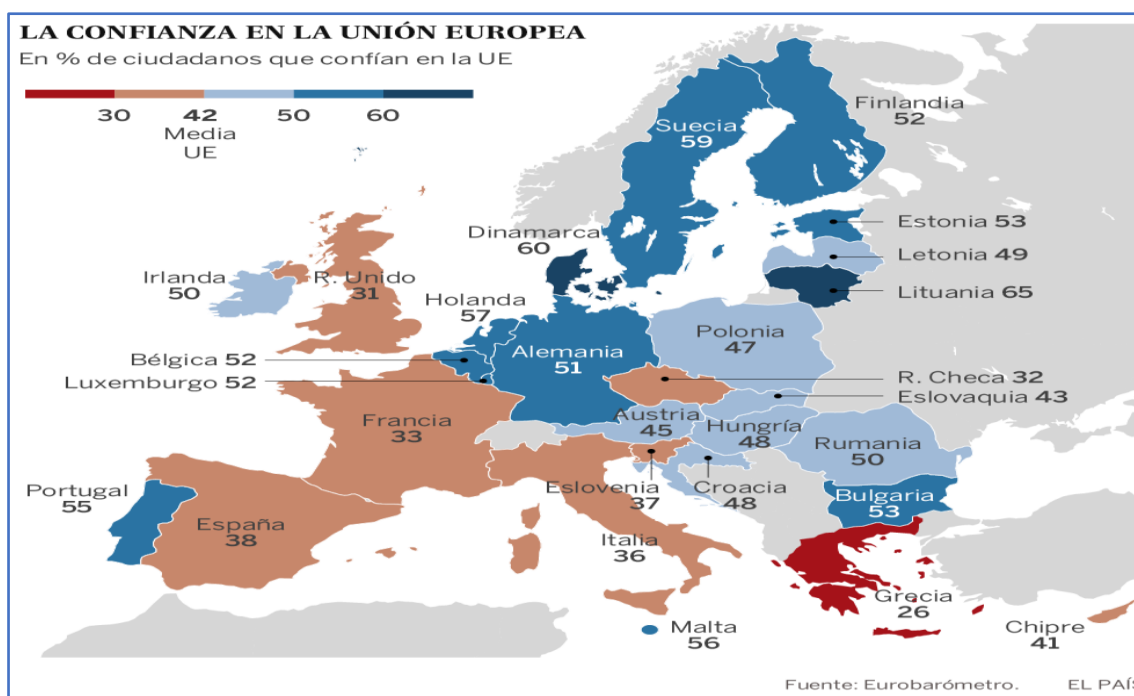 LA CONFIANZA EN LA UNIÓN EUROPEA
En % de ciudadanos que confían en la UE
30 42 50 60
Media
UE
Finlandia
52
Suecia
59
Estonia 53
Dinamarca
60
Letonia 49
Irlanda
50
R. Unido
31
Lituania 65
Holanda
57
Polonia
47
Alemania
51
Bélgica 52
Luxemburgo 52
R. Checa 32
Eslovaquia 43
Francia
33
Austria
45
Hungría
48
Rumania
50
Portugal
55
Eslovenia
37
Croacia
48
Bulgaria
53
España
38
Italia
36
Grecia
26
Malta
56
Chipre
41
Fuente: Eurobarómetro. EL PAÍS